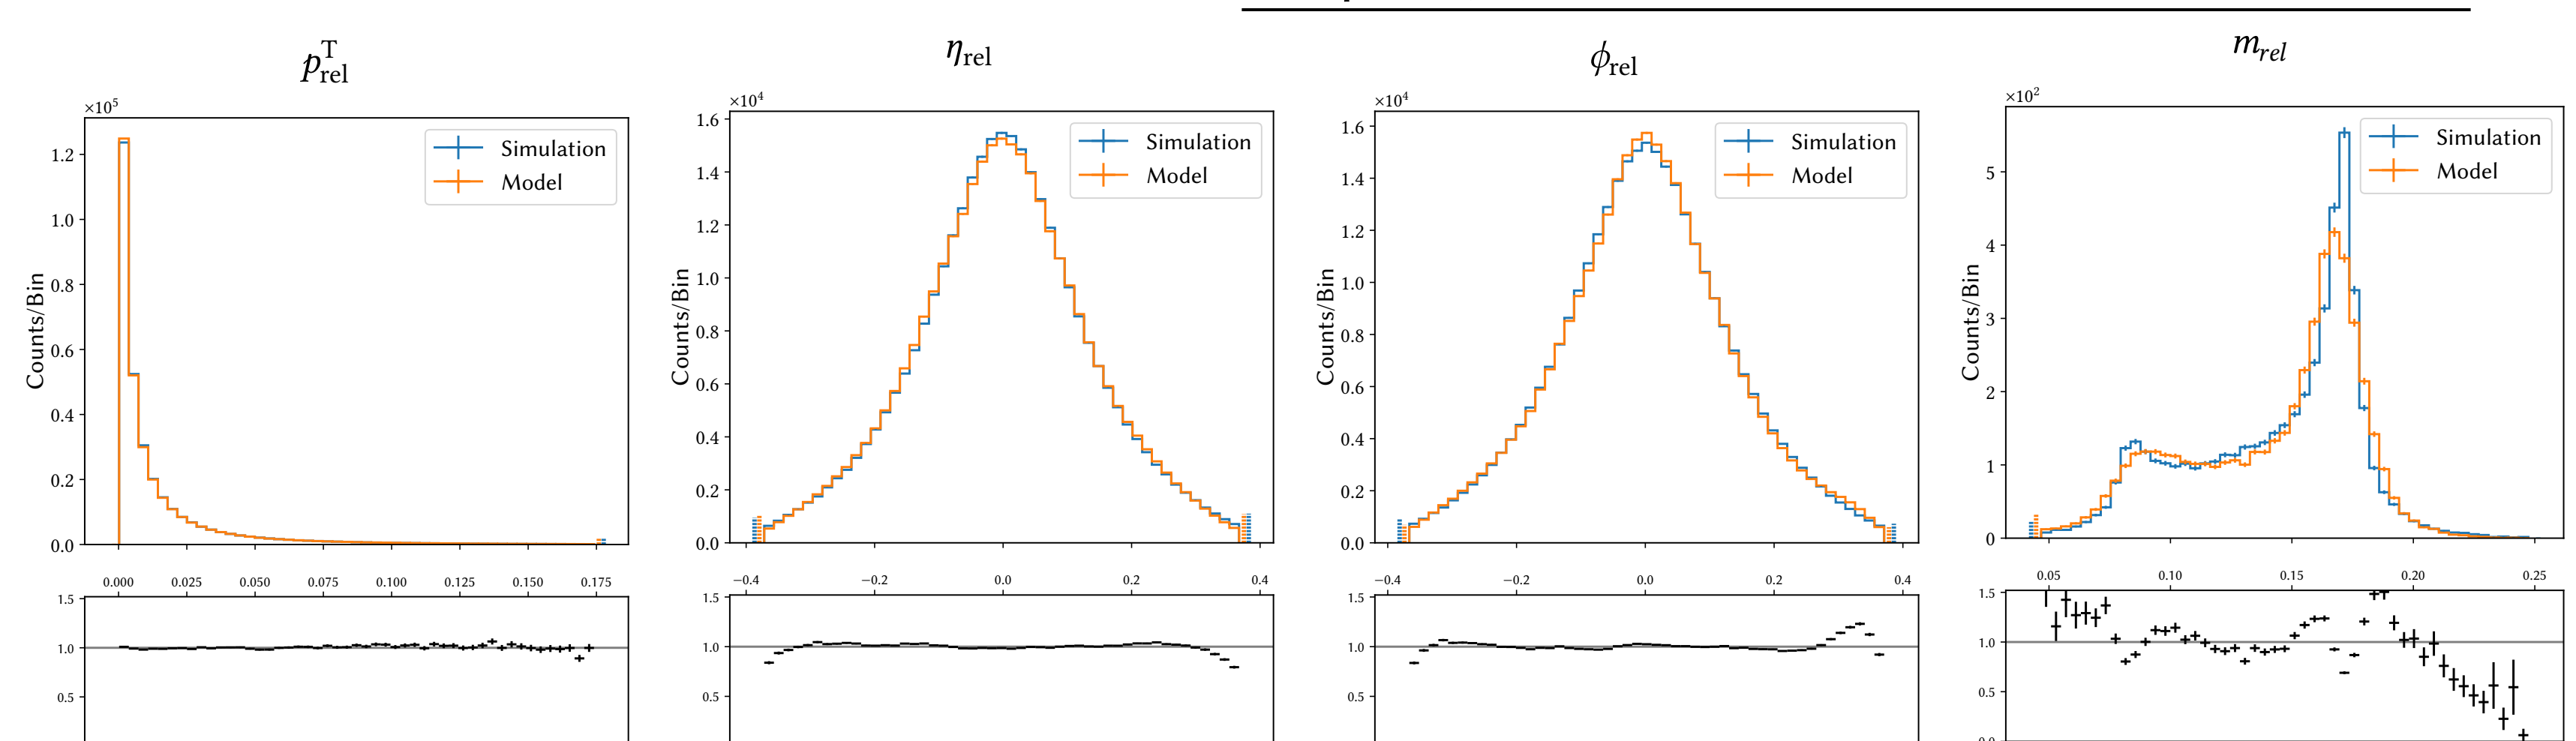 p^T_rel
η_rel
ϕ_rel
m_rel
×10^5
Simulation
Model
Counts/Bin
1.2
1.0
0.8
0.6
0.4
0.2
0.0
0.000 0.025 0.050 0.075 0.100 0.125 0.150 0.175
1.5
1.0
0.5
×10^4
Simulation
Model
Counts/Bin
1.6
1.4
1.2
1.0
0.8
0.6
0.4
0.2
0.0
−0.4 −0.2 0.0 0.2 0.4
1.5
1.0
0.5
×10^4
Simulation
Model
Counts/Bin
1.6
1.4
1.2
1.0
0.8
0.6
0.4
0.2
0.0
−0.4 −0.2 0.0 0.2 0.4
1.5
1.0
0.5
×10^2
Simulation
Model
Counts/Bin
5
4
3
2
1
0
0.05 0.10 0.15 0.20 0.25
1.5
1.0
0.5
0.0